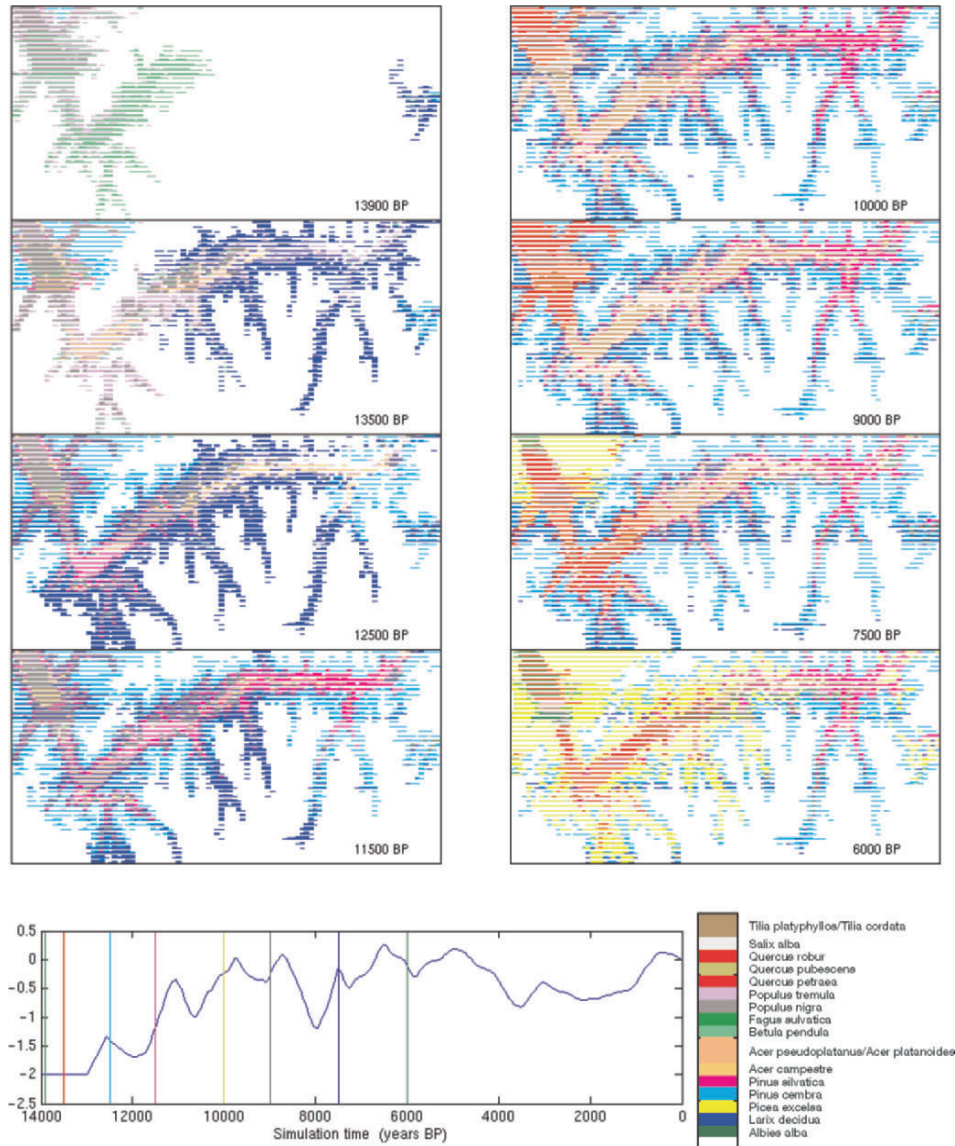 13900 BP
10000 BP
13500 BP
9000 BP
12500 BP
7500 BP
11500 BP
6000 BP
0.5
0
-0.5
-1
-1.5
-2
-2.5
14000 12000 10000 8000 6000 4000 2000 0
Simulation time (years BP)
Tilia platyphylloa/Tilia cordata
Salix alba
Quercus robur
Quercus pubescens
Quercus petraea
Populus tremula
Populus nigra
Fagus sulvatica
Betula pendula
Acer pseudoplatanus/Acer platanoides
Acer campestre
Pinus silvatica
Pinus cembra
Picea excelsa
Larix decidua
Albies alba